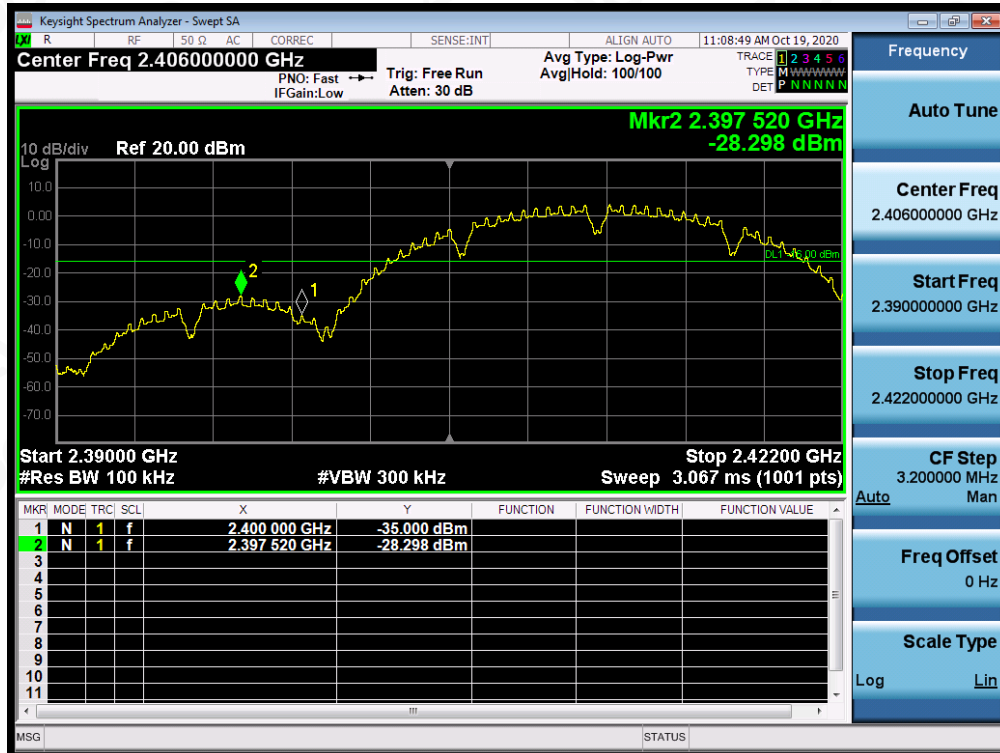 Keysight Spectrum Analyzer - Swept SA
LXI R RF 50 Ω AC CORREC SENSE:INT ALIGN AUTO 11:08:49 AM Oct 19, 2020
Center Freq 2.406000000 GHz
PNO: Fast
IFGain:Low
Trig: Free Run
Atten: 30 dB
Avg Type: Log-Pwr
Avg|Hold: 100/100
TRACE 1 2 3 4 5 6
TYPE M WWWWW
DET P N N N N N
Mkr2 2.397 520 GHz
-28.298 dBm
10 dB/div Ref 20.00 dBm
Log
10.0
0.00
-10.0
-20.0
-30.0
-40.0
-50.0
-60.0
-70.0
2
1
Start 2.39000 GHz Stop 2.42200 GHz
#Res BW 100 kHz #VBW 300 kHz Sweep 3.067 ms (1001 pts)
MKR MODE TRC SCL X Y FUNCTION FUNCTION WIDTH FUNCTION VALUE
1 N 1 f 2.400 000 GHz -35.000 dBm
2 N 1 f 2.397 520 GHz -28.298 dBm
3
4
5
6
7
8
9
10
11
MSG STATUS
Frequency
Auto Tune
Center Freq
2.406000000 GHz
Start Freq
2.390000000 GHz
Stop Freq
2.422000000 GHz
CF Step
3.200000 MHz
Auto Man
Freq Offset
0 Hz
Scale Type
Log Lin